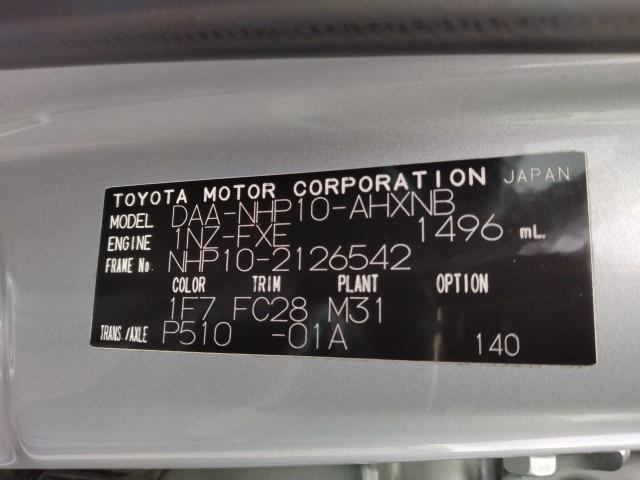 TOYOTA MOTOR CORPORATION JAPAN
MODEL DAA-NHP10-AHXNB
ENGINE 1NZ-FXE 1496 mL.
FRAME No. NHP10-2126542
COLOR TRIM PLANT OPTION
1F7 FC28 M31
TRANS./AXLE P510 -01A 140